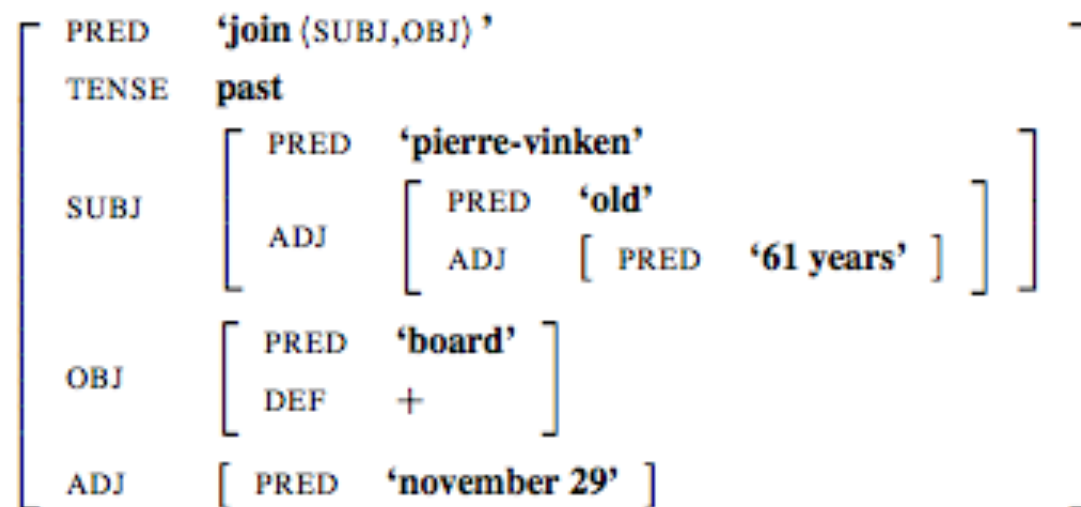 PRED ‘join ⟨SUBJ,OBJ⟩ ’
TENSE past
PRED ‘pierre-vinken’
SUBJ
PRED ‘old’
ADJ
ADJ [ PRED ‘61 years’ ]
PRED ‘board’
OBJ
DEF +
ADJ [ PRED ‘november 29’ ]